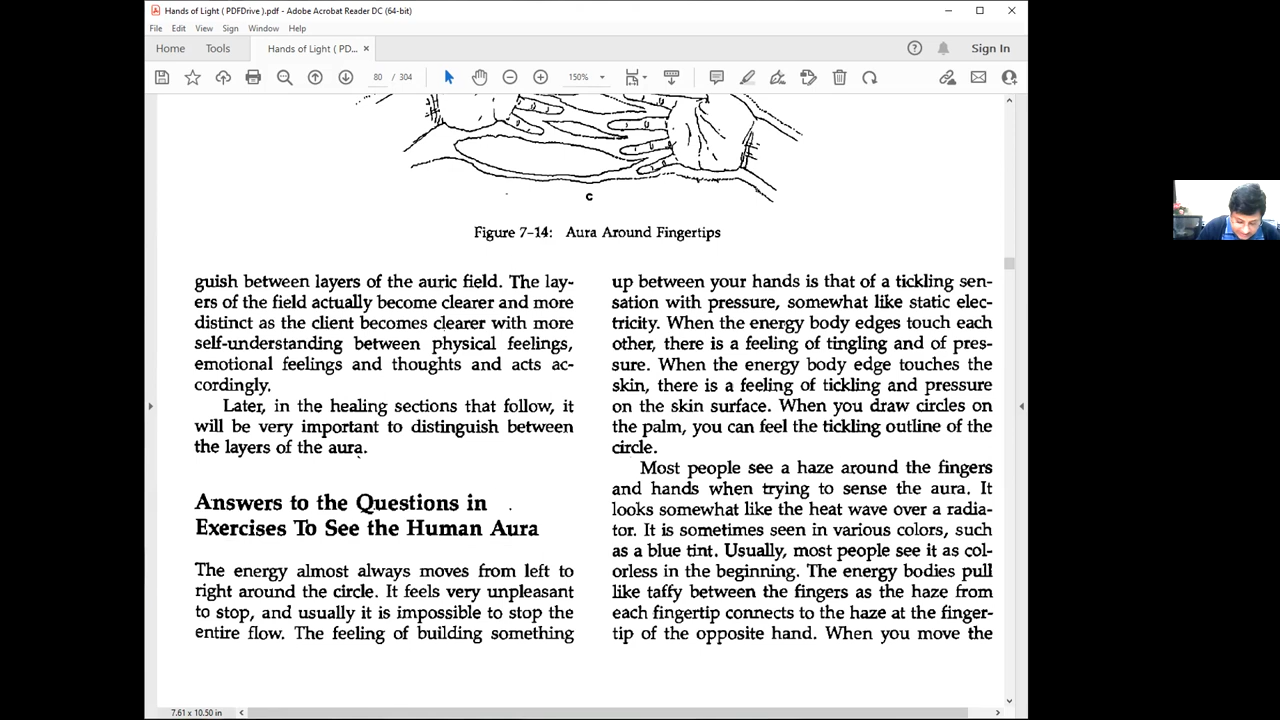 Hands of Light ( PDFDrive ).pdf - Adobe Acrobat Reader DC (64-bit)
File Edit View Sign Window Help
Home Tools Hands of Light ( PD... × Sign In
80 / 304 150%
C
Figure 7-14: Aura Around Fingertips
guish between layers of the auric field. The lay-
ers of the field actually become clearer and more
distinct as the client becomes clearer with more
self-understanding between physical feelings,
emotional feelings and thoughts and acts ac-
cordingly.
Later, in the healing sections that follow, it
will be very important to distinguish between
the layers of the aura.
Answers to the Questions in
Exercises To See the Human Aura
The energy almost always moves from left to
right around the circle. It feels very unpleasant
to stop, and usually it is impossible to stop the
entire flow. The feeling of building something
up between your hands is that of a tickling sen-
sation with pressure, somewhat like static elec-
tricity. When the energy body edges touch each
other, there is a feeling of tingling and of pres-
sure. When the energy body edge touches the
skin, there is a feeling of tickling and pressure
on the skin surface. When you draw circles on
the palm, you can feel the tickling outline of the
circle.
Most people see a haze around the fingers
and hands when trying to sense the aura. It
looks somewhat like the heat wave over a radia-
tor. It is sometimes seen in various colors, such
as a blue tint. Usually, most people see it as col-
orless in the beginning. The energy bodies pull
like taffy between the fingers as the haze from
each fingertip connects to the haze at the finger-
tip of the opposite hand. When you move the
7.61 x 10.50 in